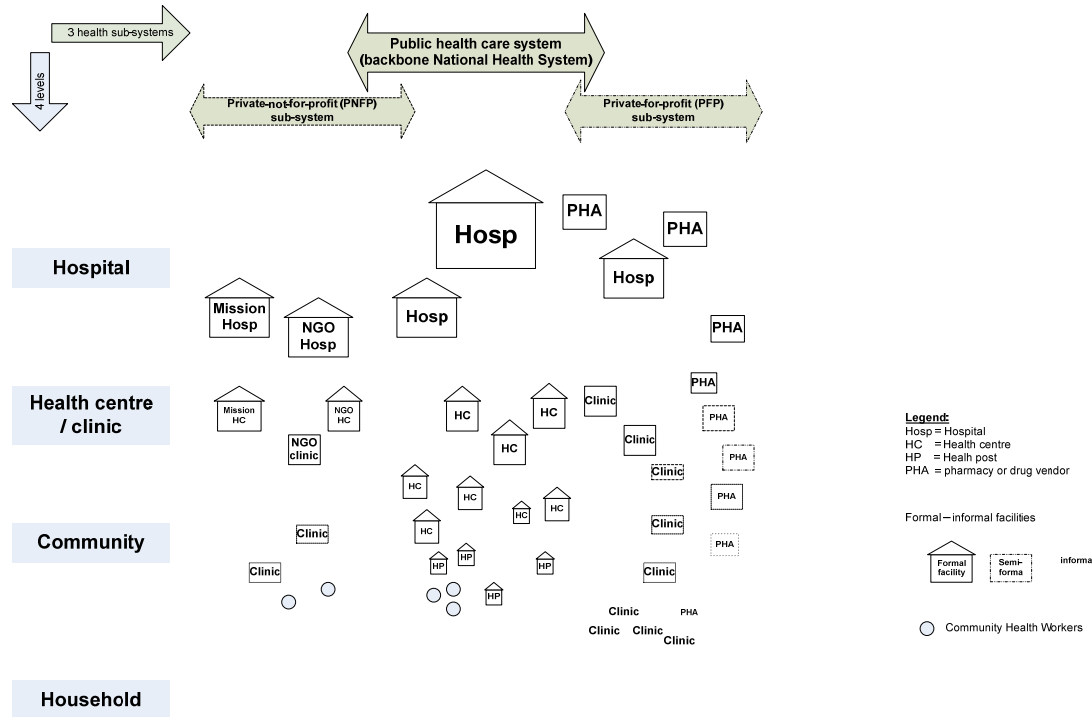 3 health sub-systems
4 levels
Public health care system
(backbone National Health System)
Private-not-for-profit (PNFP)
sub-system
Private-for-profit (PFP)
sub-system
Hospital
Hosp
PHA
PHA
Hosp
Mission
Hosp
NGO
Hosp
Hosp
PHA
Health centre
/ clinic
Mission
HC
NGO
HC
NGO
clinic
HC
HC
HC
Clinic
Clinic
Clinic
PHA
PHA
PHA
PHA
HC
HC
HC
HC
HC
Community
Clinic
Clinic
HP
HP
HP
HP
Clinic
Clinic
PHA
Clinic
PHA
Clinic
Clinic
Clinic
Household
Legend:
Hosp = Hospital
HC = Health centre
HP = Healh post
PHA = pharmacy or drug vendor
Formal – informal facilities
Formal
facility
Semi-
forma
informa
Community Health Workers